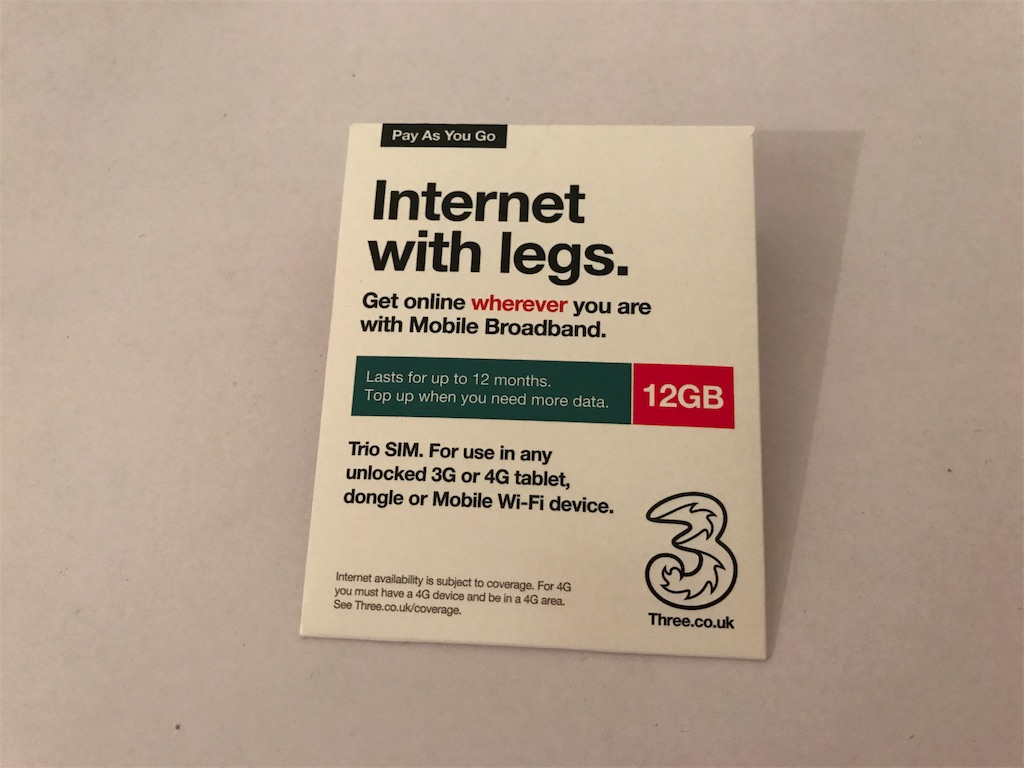 Pay As You Go
Internet
with legs.
Get online wherever you are
with Mobile Broadband.
Lasts for up to 12 months.
Top up when you need more data.
12GB
Trio SIM. For use in any
unlocked 3G or 4G tablet,
dongle or Mobile Wi-Fi device.
Internet availability is subject to coverage. For 4G
you must have a 4G device and be in a 4G area.
See Three.co.uk/coverage.
3
Three.co.uk